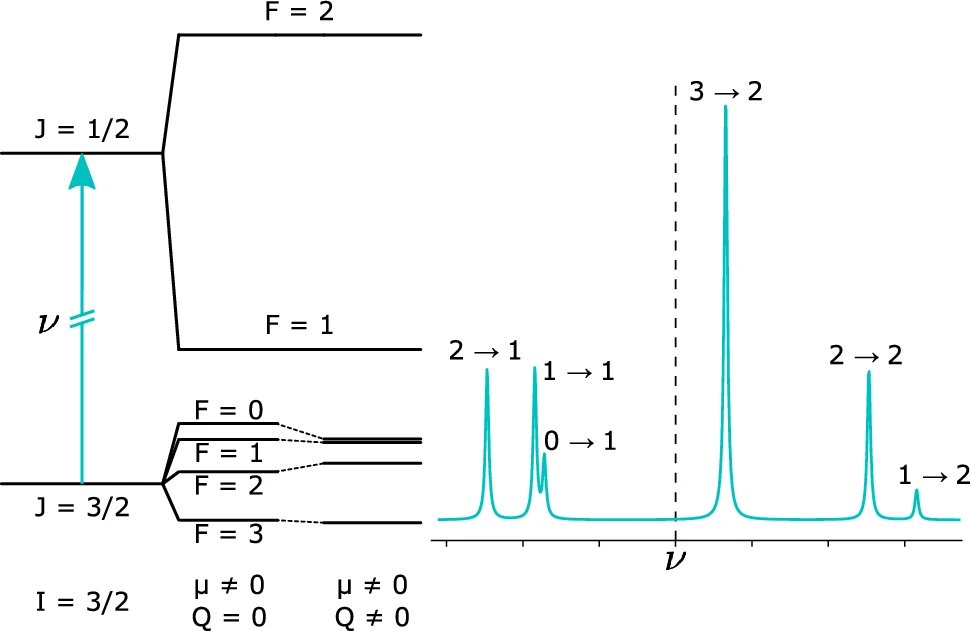 F = 2
J = 1/2
ν
F = 1
F = 0
F = 1
F = 2
J = 3/2
F = 3
I = 3/2
μ ≠ 0
Q = 0
μ ≠ 0
Q ≠ 0
3 → 2
2 → 1
1 → 1
2 → 2
0 → 1
1 → 2
ν